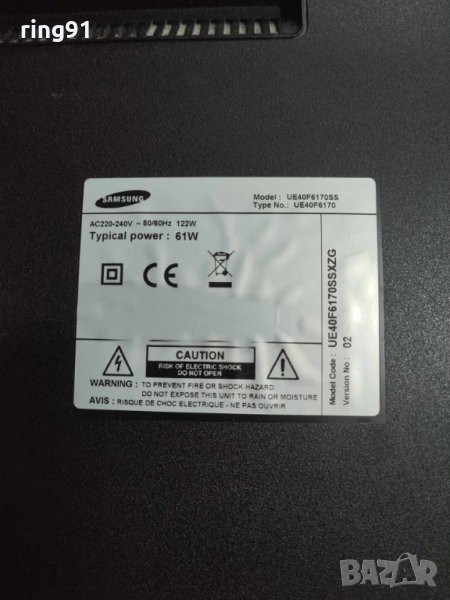 ring91
SAMSUNG
Model : UE40F6170SS
Type No.: UE40F6170
AC220-240V ~ 50/60Hz 122W
Typical power : 61W
CAUTION
RISK OF ELECTRIC SHOCK
DO NOT OPEN
WARNING : TO PREVENT FIRE OR SHOCK HAZARD
DO NOT EXPOSE THIS UNIT TO RAIN OR MOISTURE
AVIS : RISQUE DE CHOC ELECTRIQUE - NE PAS OUVRIR
Model Code : UE40F6170SSXZG
Version No : 02
BAZAR